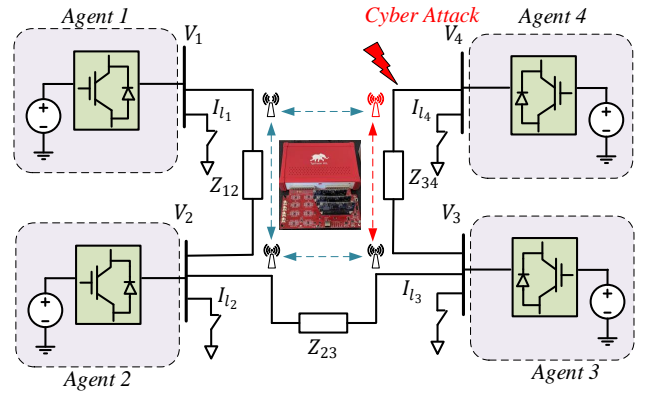 Agent 1
V1
Cyber Attack
V4
Agent 4
Il1
Il4
Z12
Z34
V2
V3
Il2
Il3
Z23
Agent 2
Agent 3